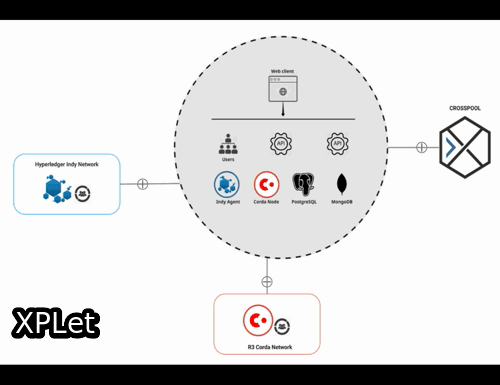 Web client
CROSSPOOL
API
API
Users
Hyperledger Indy Network
Indy Agent
Corda Node
PostgreSQL
MongoDB
R3 Corda Network
XPLet